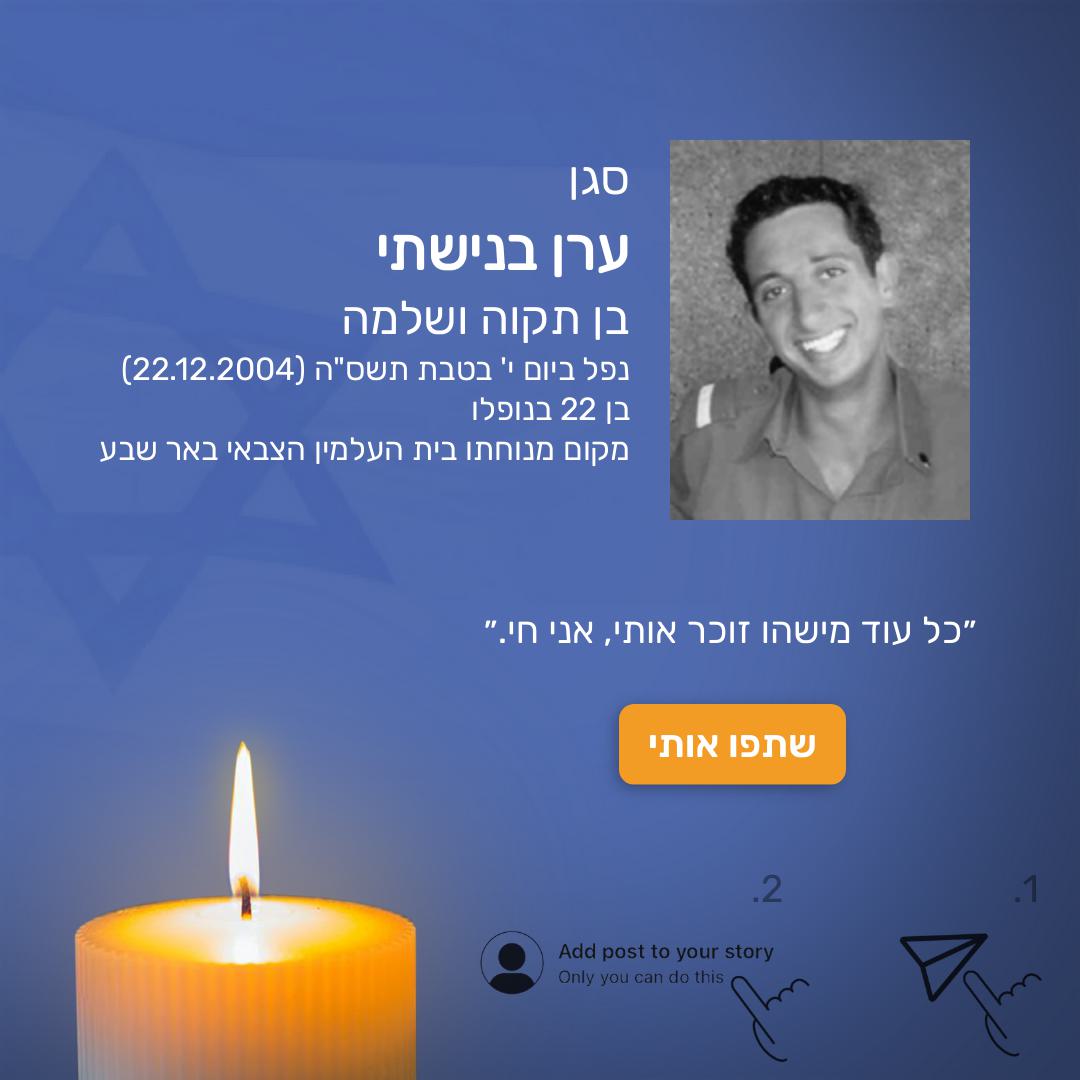 סגן
ערן בנישתי
בן תקוה ושלמה
נפל ביום י' בטבת תשס"ה (22.12.2004)
בן 22 בנופלו
מקום מנוחתו בית העלמין הצבאי באר שבע
״כל עוד מישהו זוכר אותי, אני חי.״
שתפו אותי
1.
2.
Add post to your story
Only you can do this